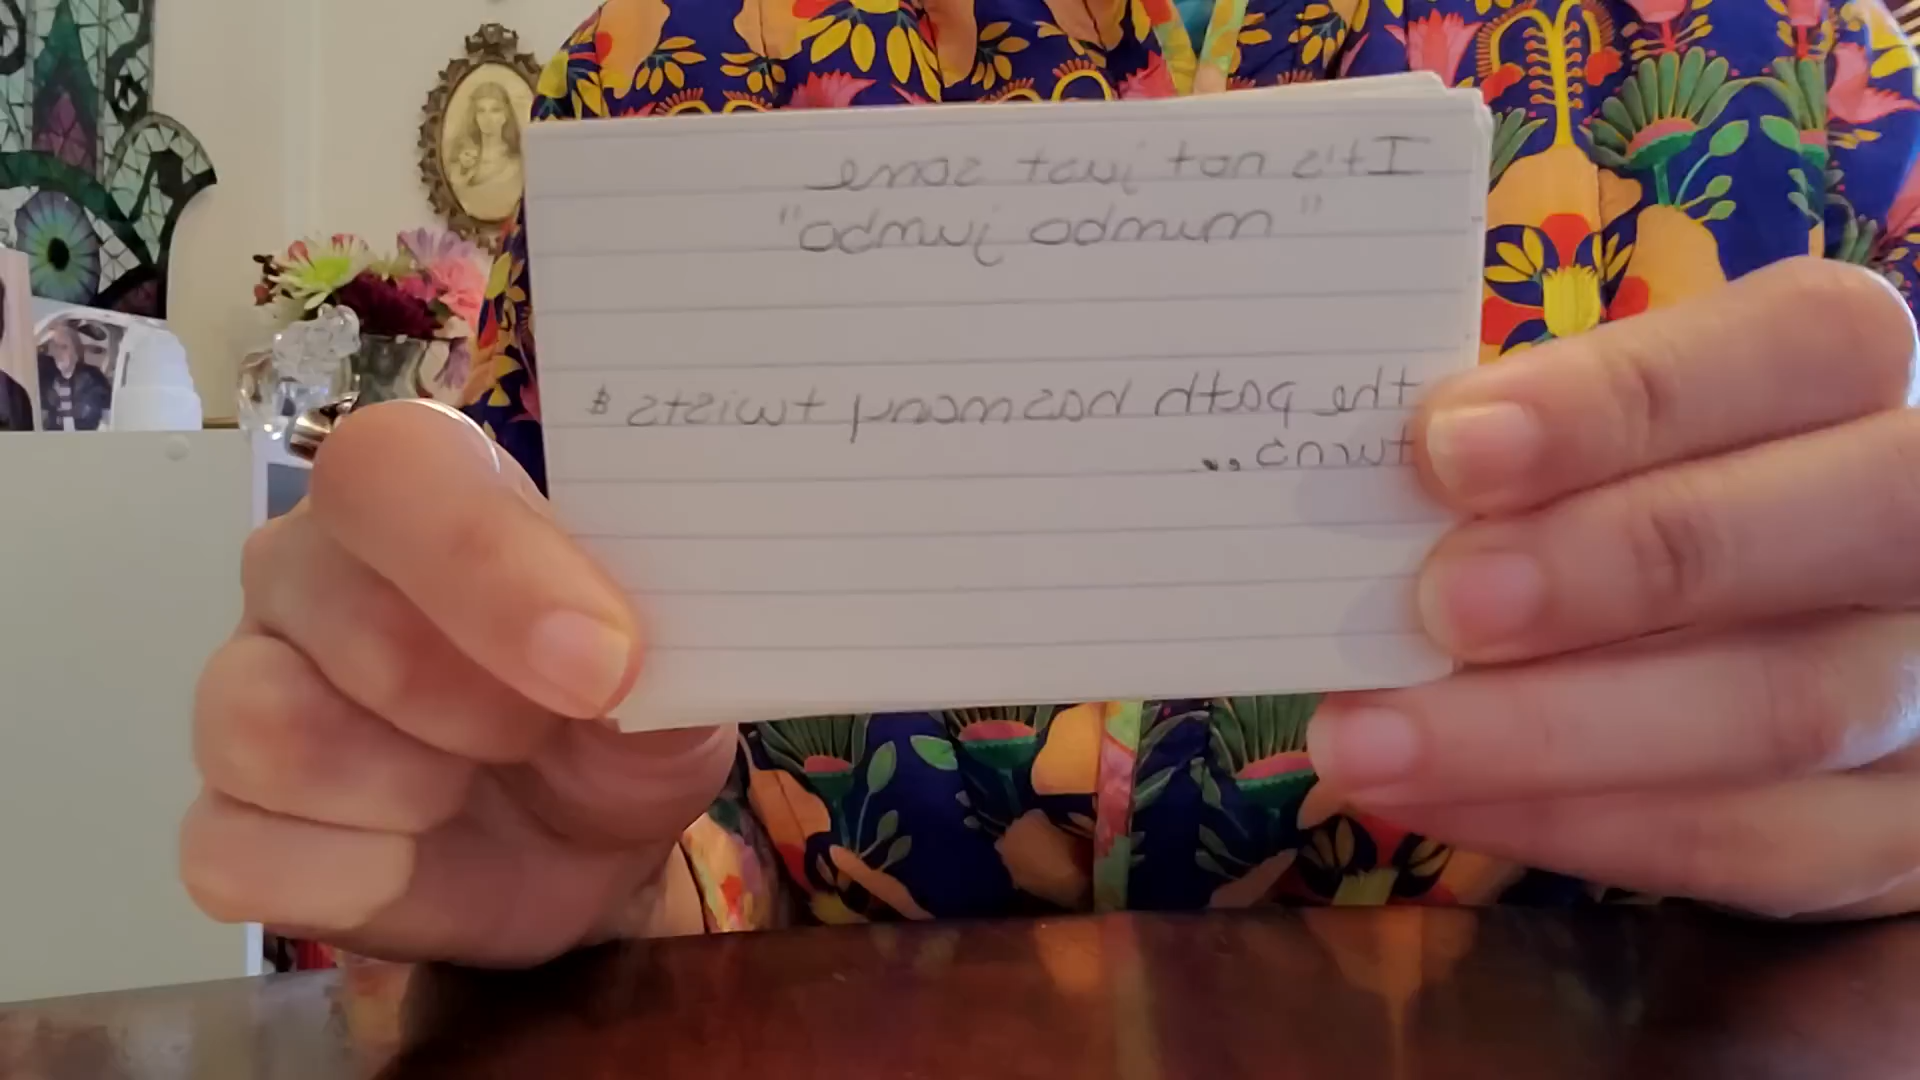 It's not just some
"mumbo jumbo"
the path has many twists &
turns..